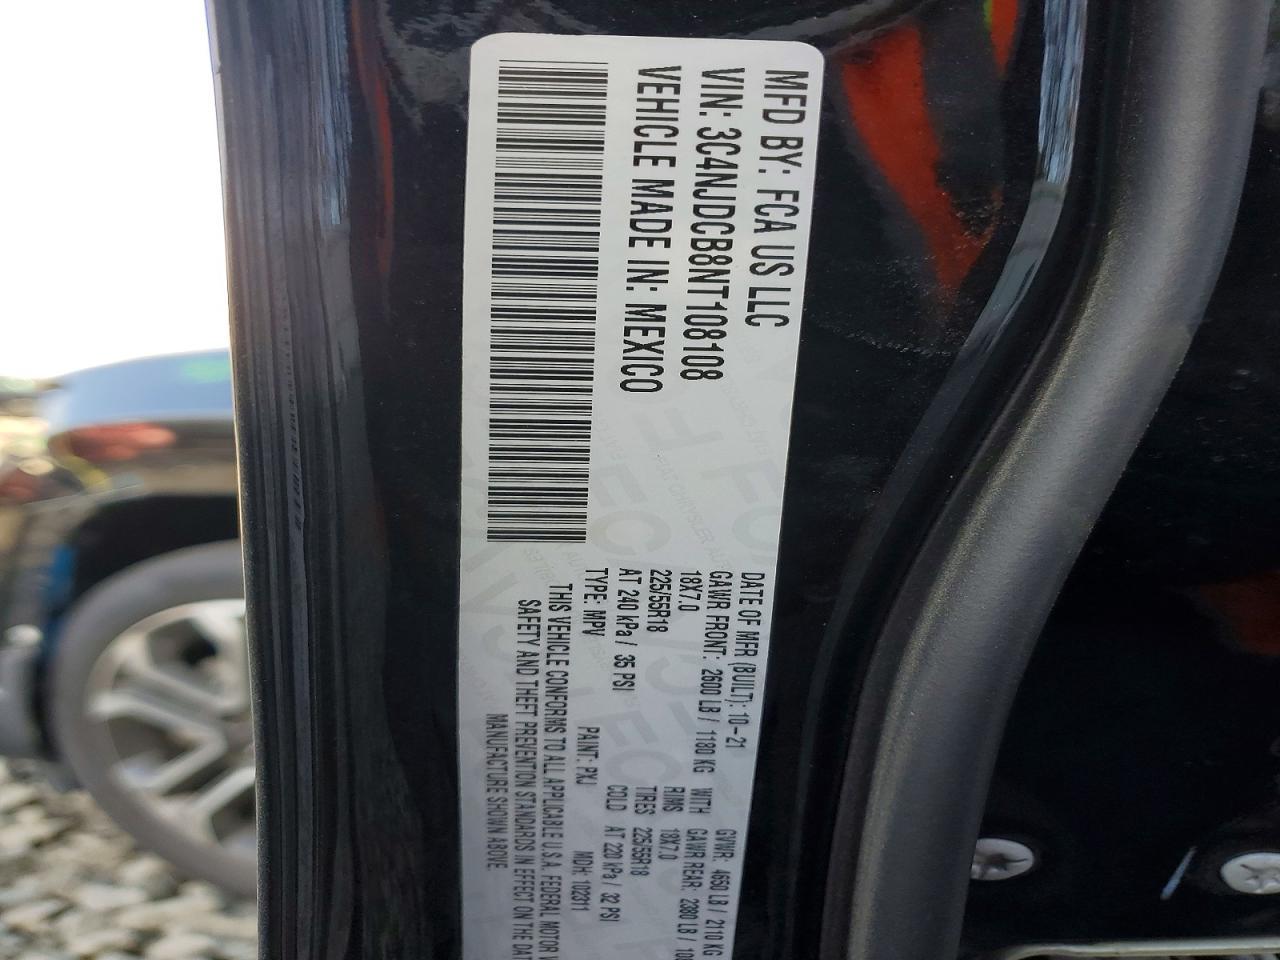 MFD BY: FCA US LLC
VIN: 3C4NJDCB8NT108108
VEHICLE MADE IN: MEXICO
DATE OF MFR (BUILT): 10-21 GVWR: 4650 LB / 2110 KG
GAWR FRONT: 2600 LB / 1180 KG WITH GAWR REAR: 2380 LB /
18X7.0 RIMS 18X7.0
225/55R18 TIRES 225/55R18
AT 240 kPa / 35 PSI COLD AT 220 kPa / 32 PSI
TYPE: MPV PAINT: PXJ MDH: 102311
THIS VEHICLE CONFORMS TO ALL APPLICABLE U.S.A. FEDERAL MOTOR
SAFETY AND THEFT PREVENTION STANDARDS IN EFFECT ON THE
MANUFACTURE SHOWN ABOVE.